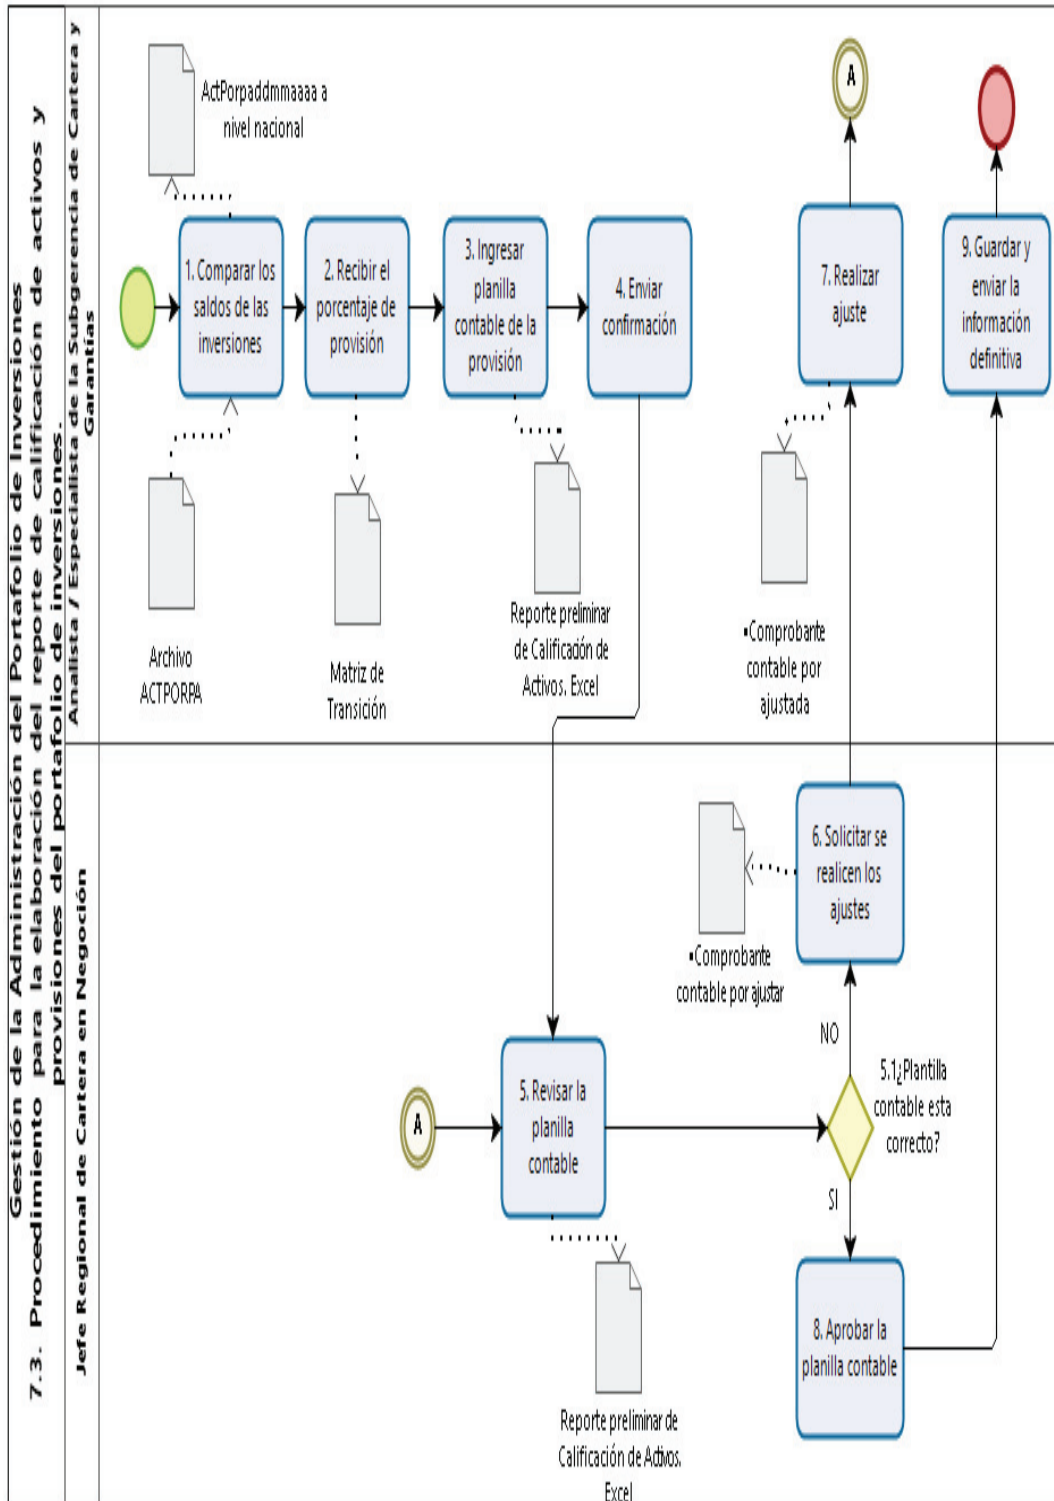 Gestión de la Administración del Portafolio de Inversiones
7.3. Procedimiento para la elaboración del reporte de calificación de activos y
provisiones del portafolio de inversiones.
Analista / Especialista de la Subgerencia de Cartera y
Garantías
ActPorpaddmmaaaa a
nivel nacional
1. Comparar los
saldos de las
inversiones
2. Recibir el
porcentaje de
provisión
3. Ingresar
planilla
contable de la
provisión
4. Enviar
confirmación
7. Realizar
ajuste
A
9. Guardar y
enviar la
información
definitiva
Archivo
ACTPORPA
Matriz de
Transición
Reporte preliminar
de Calificación de
Activos. Excel
▪Comprobante
contable por
ajustada
Jefe Regional de Cartera en Negoción
6. Solicitar se
realicen los
ajustes
▪Comprobante
contable por ajustar
NO
A
5. Revisar la
planilla
contable
5.1¿Plantilla
contable esta
correcto?
SI
8. Aprobar la
planilla contable
Reporte preliminar de
Calificación de Activos.
Excel